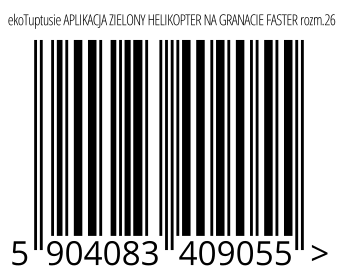 ekoTuptusie APLIKACJA ZIELONY HELIKOPTER NA GRANACIE FASTER rozm.26
5 904083 409055 >